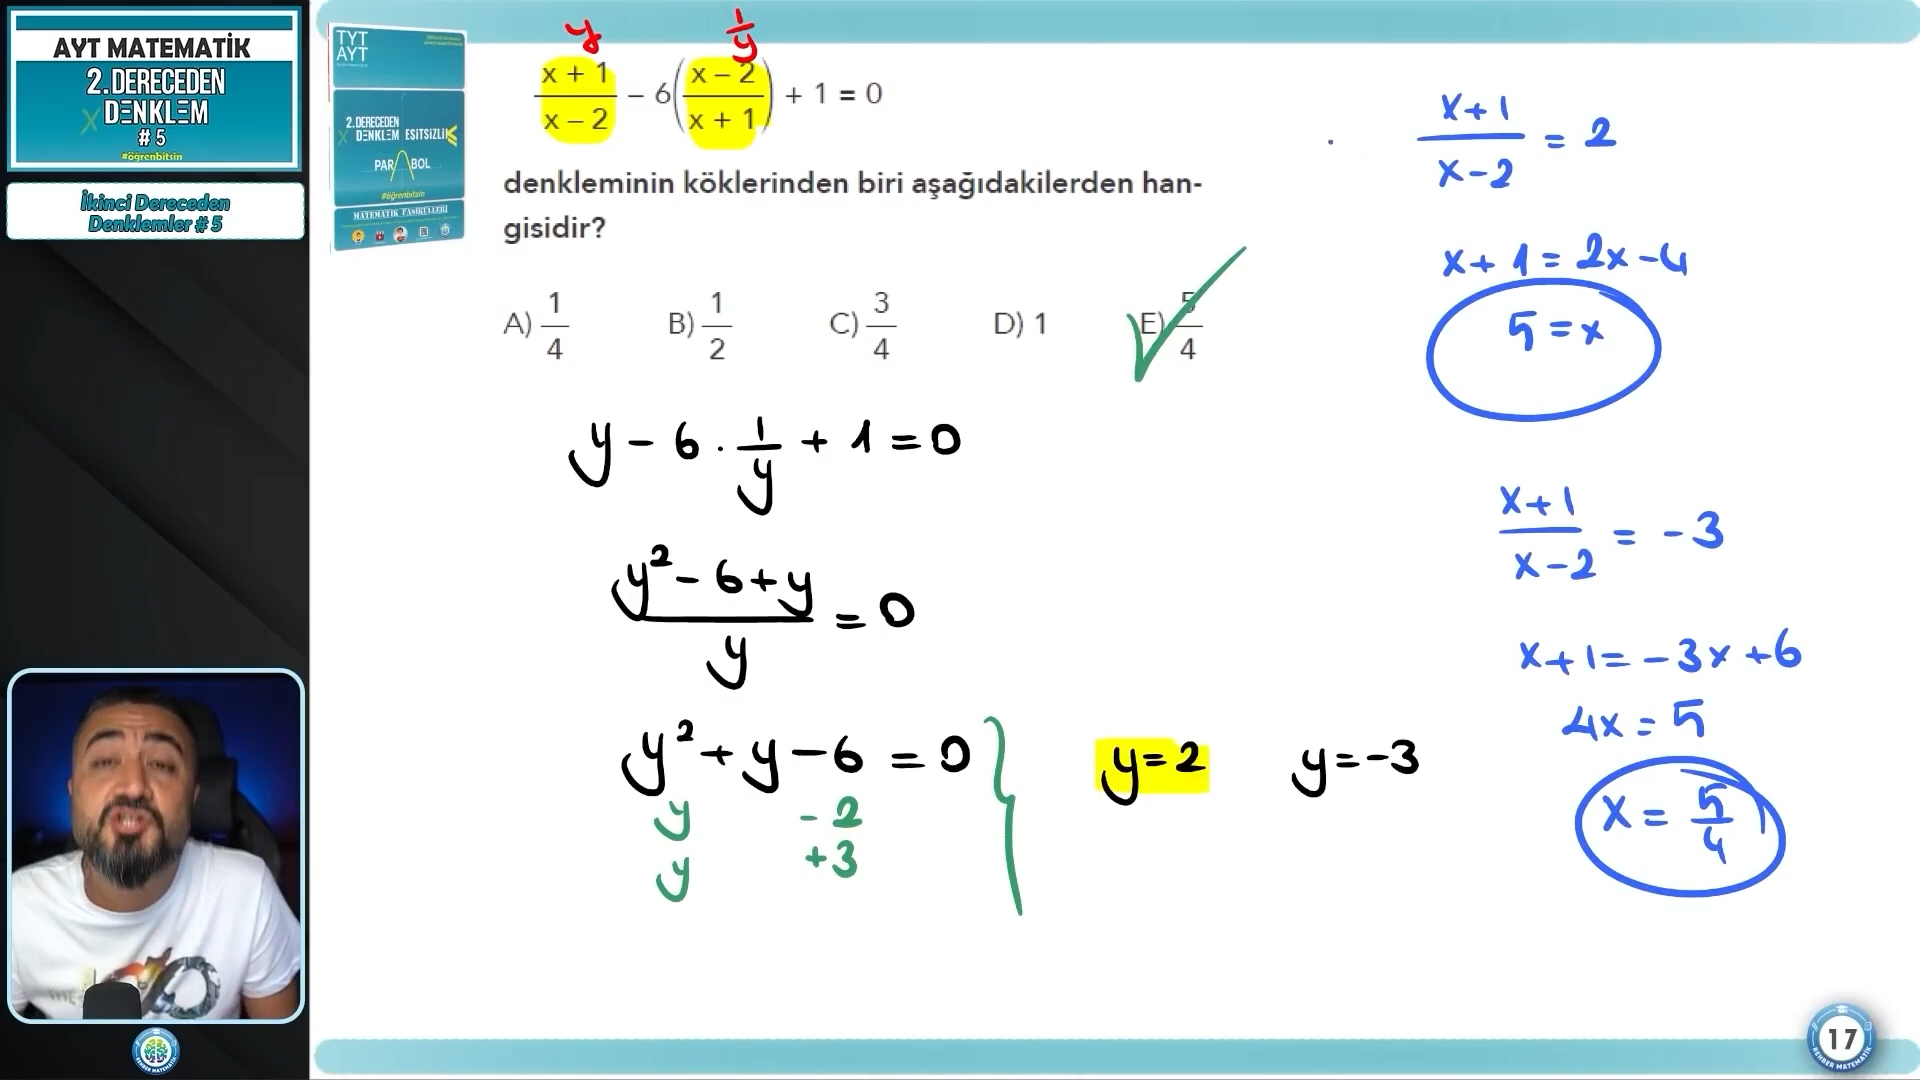 AYT MATEMATİK
2.DERECEDEN
DENKLEM
# 5
#öğrenbitsin
İkinci Dereceden
Denklemler # 5
TYT
AYT
2.DERECEDEN
DENKLEM EŞİTSİZLİK
PARABOL
#öğrenbitsin
MATEMATİK FASİKÜLLERİ
y 1/y
(x + 1)/(x – 2) – 6((x – 2)/(x + 1)) + 1 = 0
denkleminin köklerinden biri aşağıdakilerden han-
gisidir?
A) 1/4 B) 1/2 C) 3/4 D) 1 E) 5/4
y - 6 . 1/y + 1 = 0
(y² - 6 + y)/y = 0
y² + y - 6 = 0
y - 2
y + 3
y = 2 y = -3
(x+1)/(x-2) = 2
x + 1 = 2x - 4
5 = x
(x+1)/(x-2) = -3
x + 1 = -3x + 6
4x = 5
x = 5/4
17
REHBER MATEMATİK
REHBER MATEMATİK